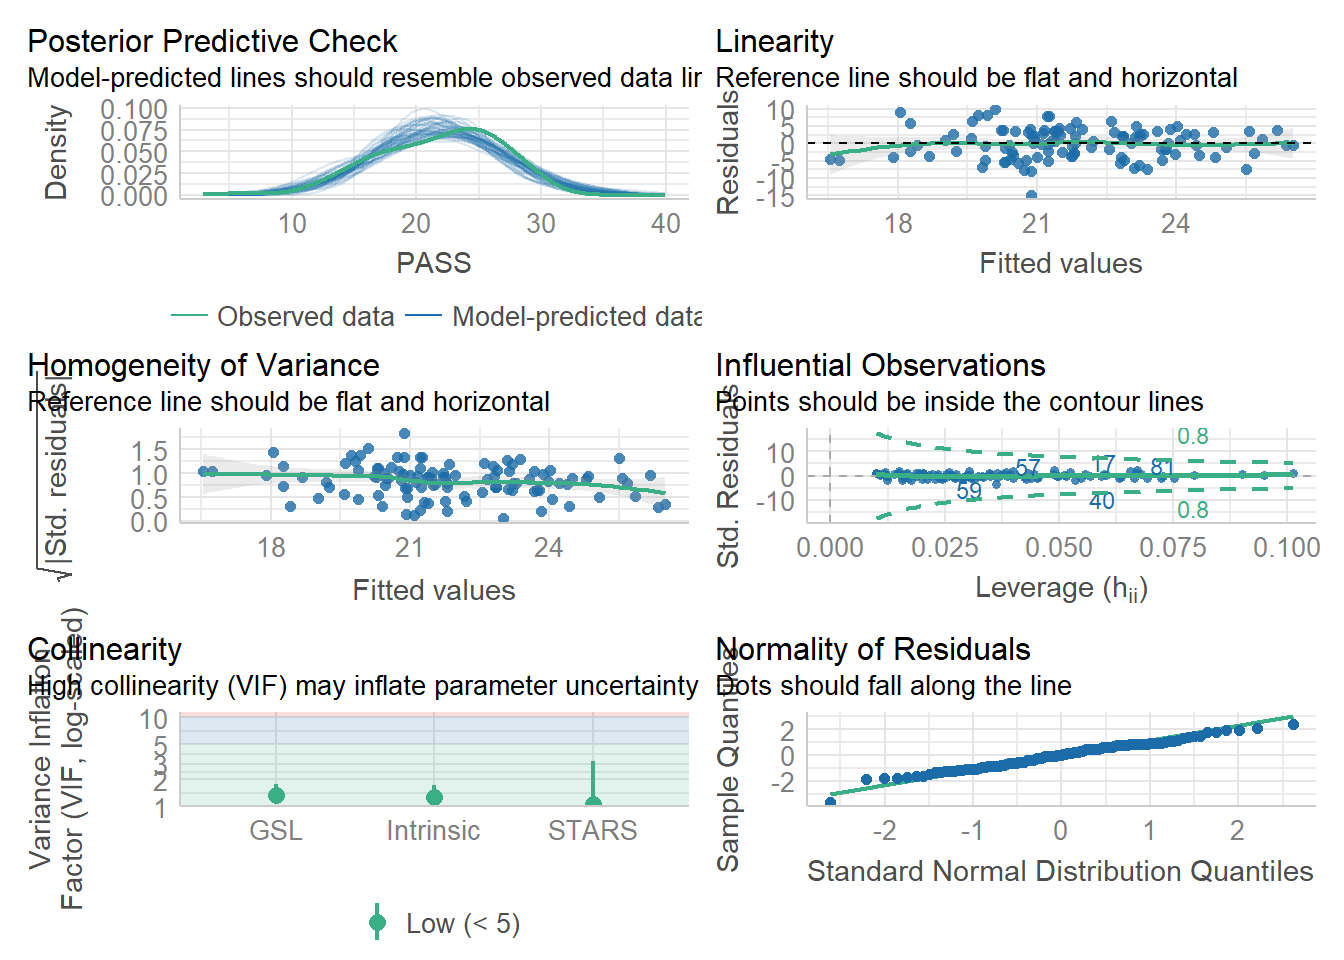 Posterior Predictive Check
Model-predicted lines should resemble observed data lin
Density
0.100
0.075
0.050
0.025
0.000
10 20 30 40
PASS
Observed data Model-predicted data
Linearity
Reference line should be flat and horizontal
Residuals
10
5
0
-5
-10
-15
18 21 24
Fitted values
Homogeneity of Variance
Reference line should be flat and horizontal
√|Std. residuals|
1.5
1.0
0.5
0.0
18 21 24
Fitted values
Influential Observations
Points should be inside the contour lines
Std. Residuals
10
0
-10
0.8
57 17 81
59 40
0.8
0.000 0.025 0.050 0.075 0.100
Leverage (hii)
Collinearity
High collinearity (VIF) may inflate parameter uncertainty
Variance Inflation
Factor (VIF, log-scaled)
10
5
3
2
1
GSL Intrinsic STARS
Low (< 5)
Normality of Residuals
Dots should fall along the line
Sample Quantiles
2
0
-2
-2 -1 0 1 2
Standard Normal Distribution Quantiles